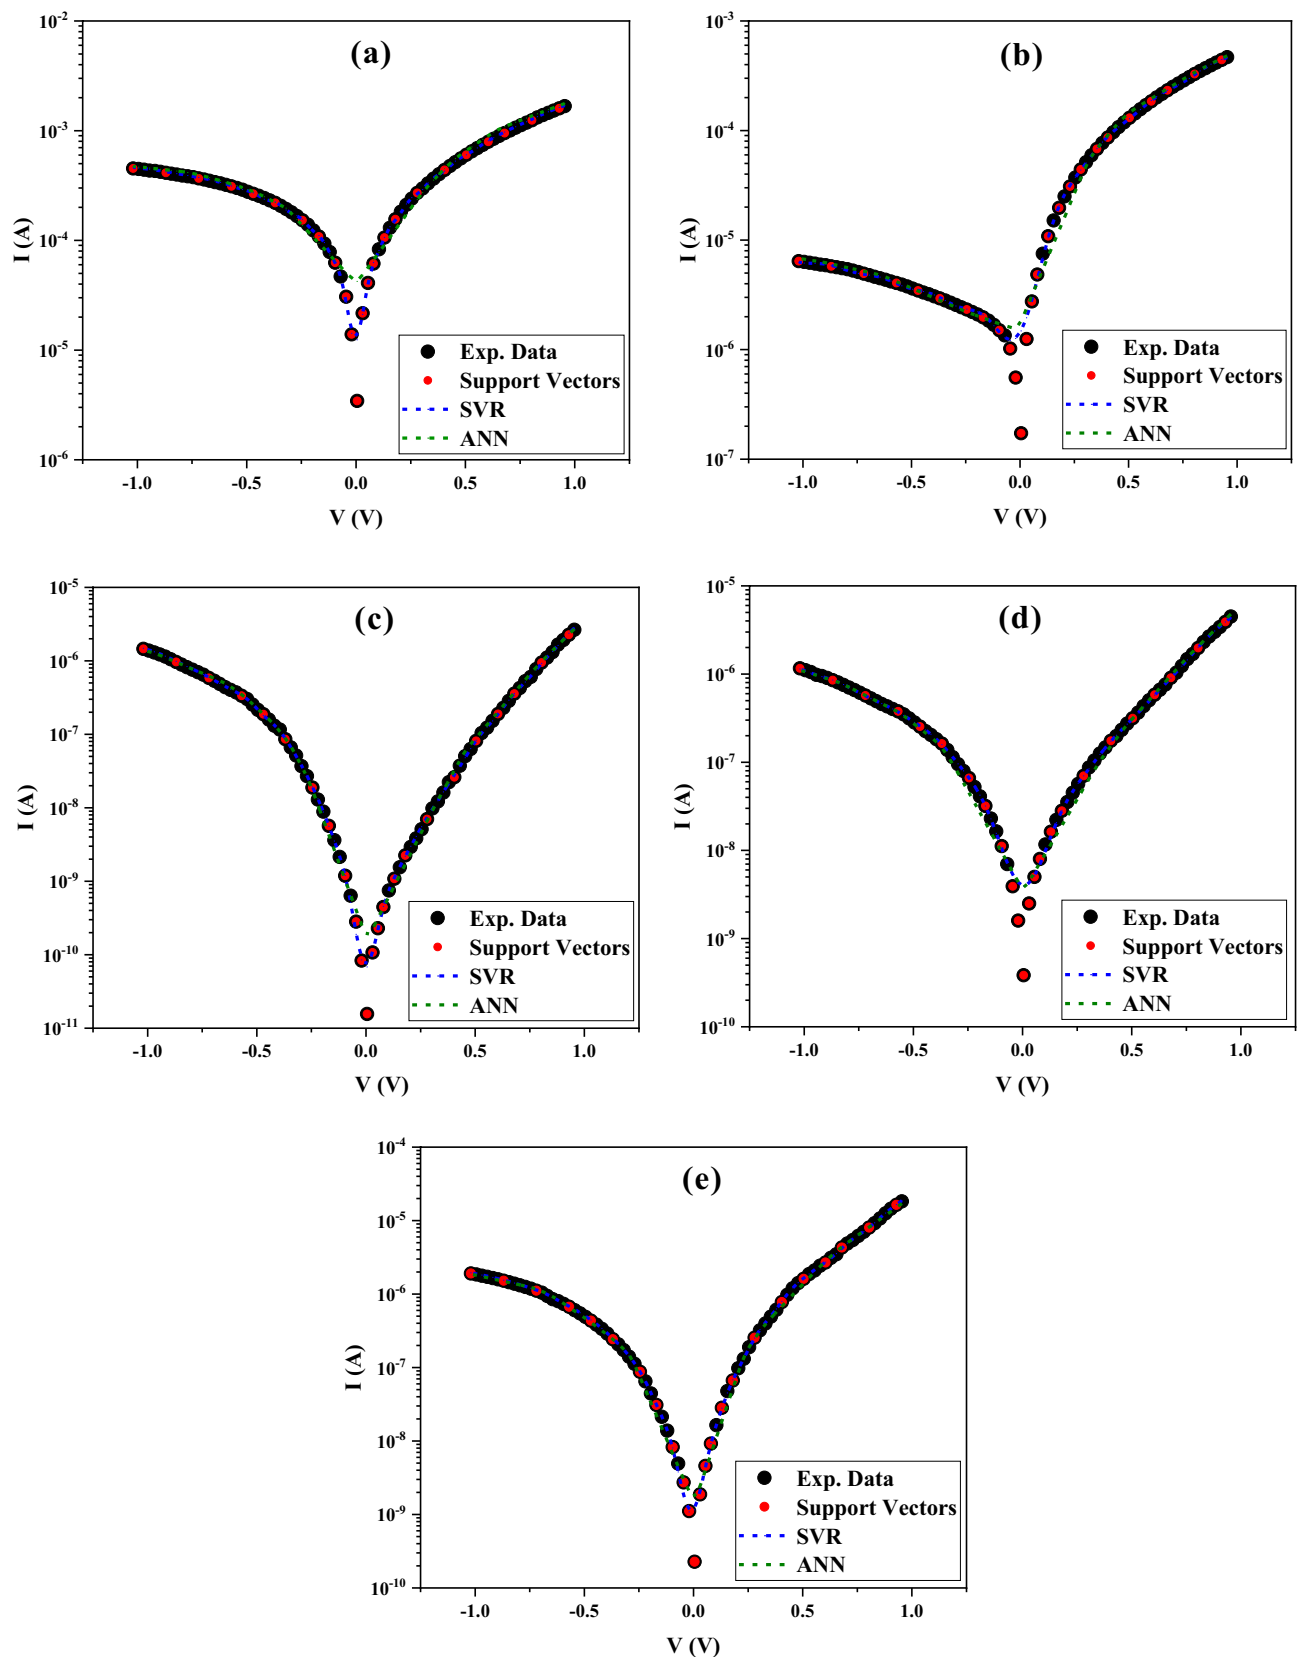 (a)
10^-2
10^-3
10^-4
10^-5
10^-6
I (A)
-1.0 -0.5 0.0 0.5 1.0
V (V)
Exp. Data
Support Vectors
SVR
ANN
(b)
10^-3
10^-4
10^-5
10^-6
10^-7
I (A)
-1.0 -0.5 0.0 0.5 1.0
V (V)
Exp. Data
Support Vectors
SVR
ANN
(c)
10^-5
10^-6
10^-7
10^-8
10^-9
10^-10
10^-11
I (A)
-1.0 -0.5 0.0 0.5 1.0
V (V)
Exp. Data
Support Vectors
SVR
ANN
(d)
10^-5
10^-6
10^-7
10^-8
10^-9
10^-10
I (A)
-1.0 -0.5 0.0 0.5 1.0
V (V)
Exp. Data
Support Vectors
SVR
ANN
(e)
10^-4
10^-5
10^-6
10^-7
10^-8
10^-9
10^-10
I (A)
-1.0 -0.5 0.0 0.5 1.0
V (V)
Exp. Data
Support Vectors
SVR
ANN